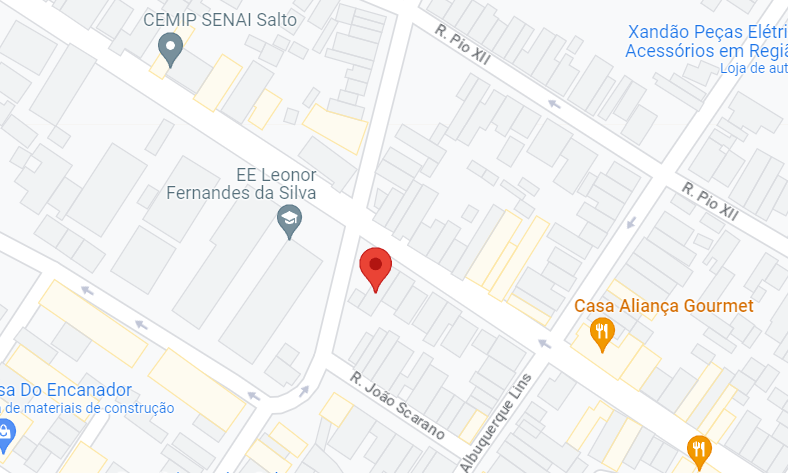 CEMIP SENAI Salto
R. Pio XII
Xandão Peças Elétri
Acessórios em Regiã
Loja de aut
EE Leonor
Fernandes da Silva
R. Pio XII
Casa Aliança Gourmet
sa Do Encanador
de materiais de construção
R. João Scarano
Albuquerque Lins